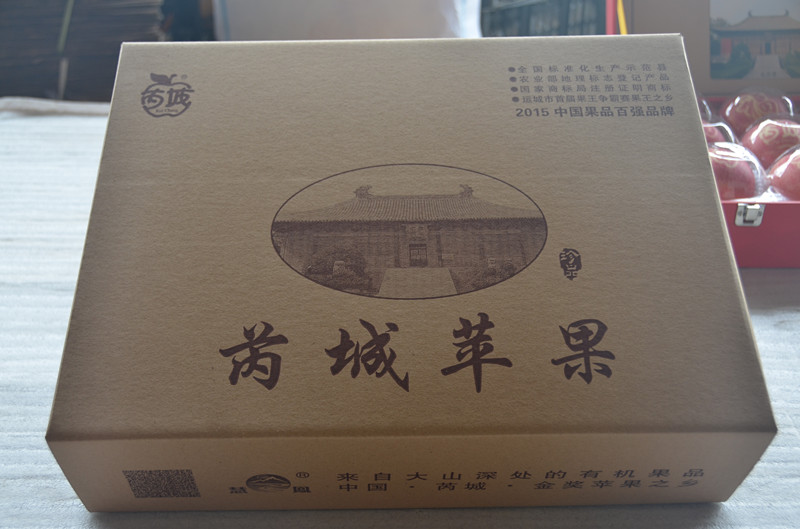 芮城
全国标准化生产示范县
农业部地理标志登记产品
国家商标局注册证明商标
运城市首届果王争霸赛果王之乡
2015 中国果品百强品牌
珍品
芮城苹果
慧圆®
来自大山深处的有机果品
中国·芮城·金奖苹果之乡